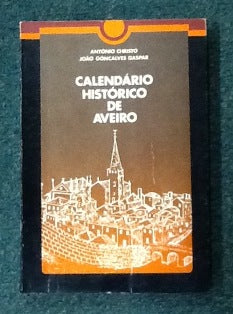 ANTÓNIO CHRISTO
JOÃO GONÇALVES GASPAR
CALENDÁRIO
HISTÓRICO
DE
AVEIRO